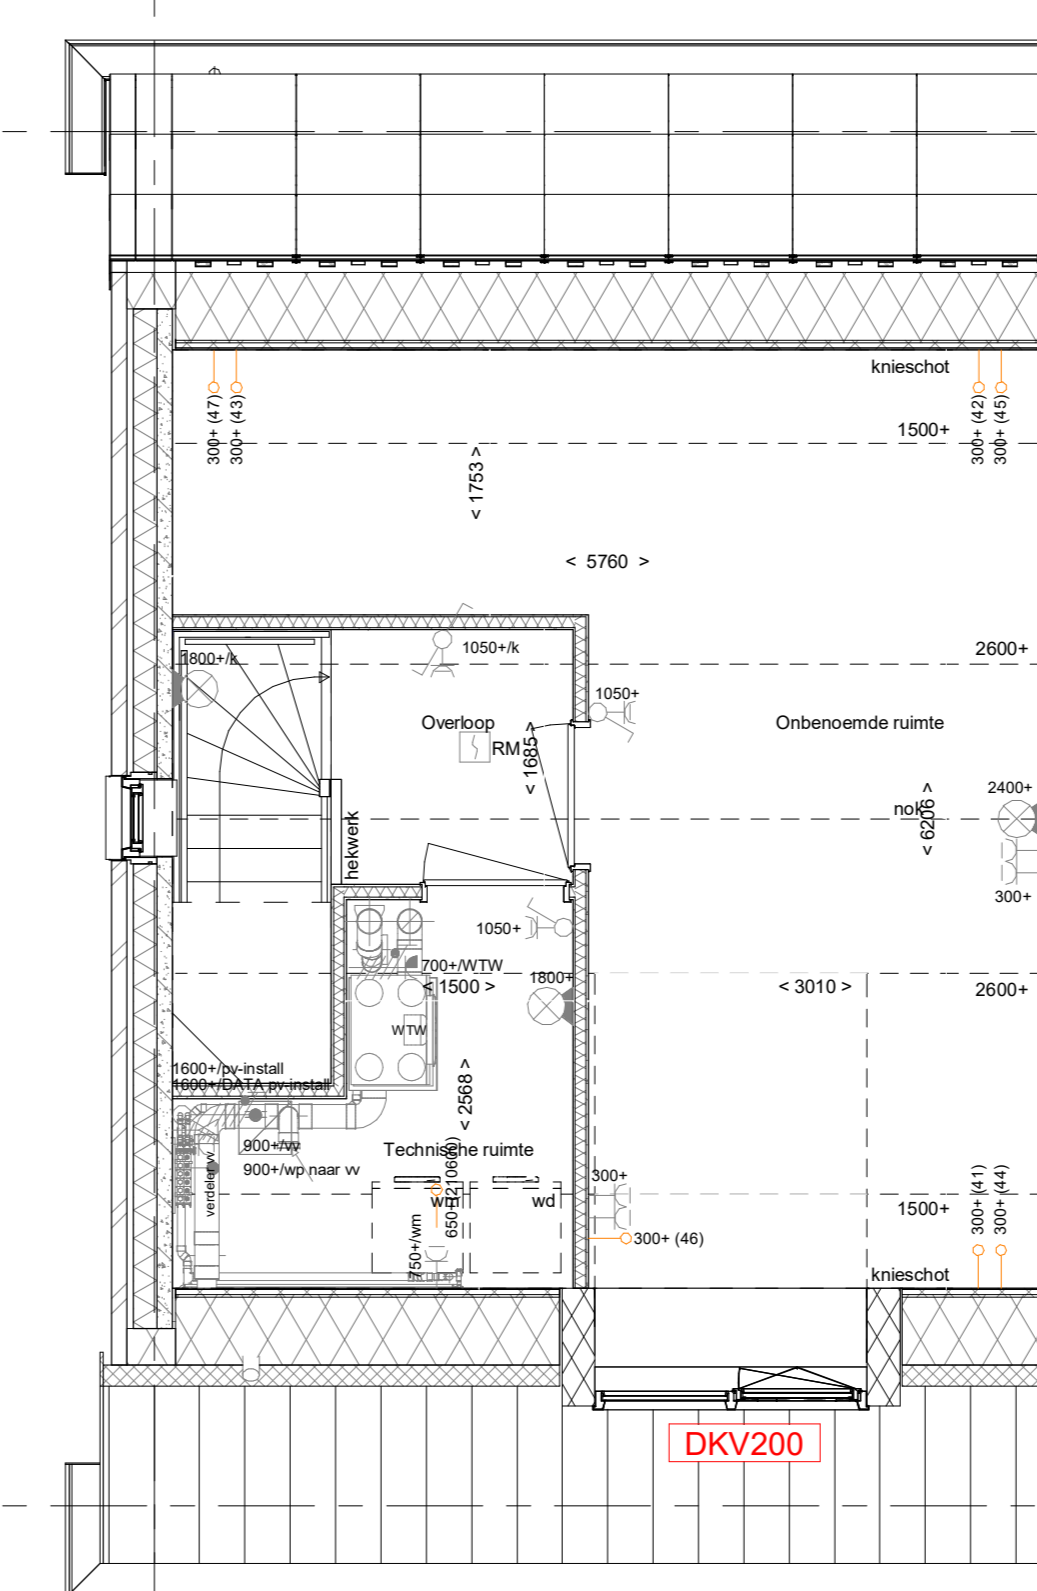 knieschot
300+ (47)
300+ (43)
300+ (42)
300+ (45)
1500+
< 1753 >
< 5760 >
1050+/k
2600+
1800+/k
1050+
Overloop
Onbenoemde ruimte
RM
< 1685 >
2400+
nok
< 6206 >
hekwerk
300+
1050+
700+/WTW
1800+
< 1500 >
< 3010 >
2600+
WTW
1600+/pv-install
1600+/DATA pv-install
< 2568 >
900+/vv
Technische ruimte
900+/wp naar vv
verdeler vv
300+
wd
650+
750+/wm
1500+
300+ (41)
300+ (44)
300+ (46)
knieschot
DKV200